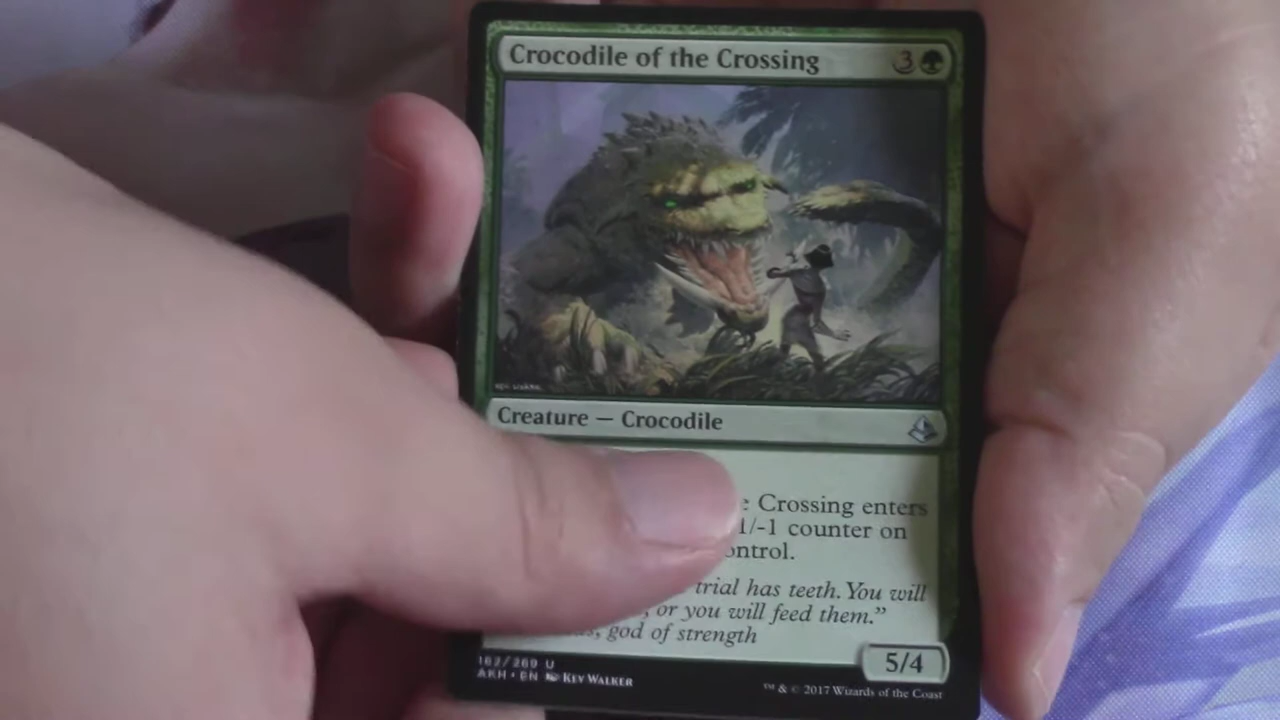 Crocodile of the Crossing 3
Creature — Crocodile
Crossing enters
1/-1 counter on
trial has teeth. You will
, or you will feed them.”
, god of strength
5/4
162/269 U
AKH • EN KEV WALKER
™ & © 2017 Wizards of the Coast